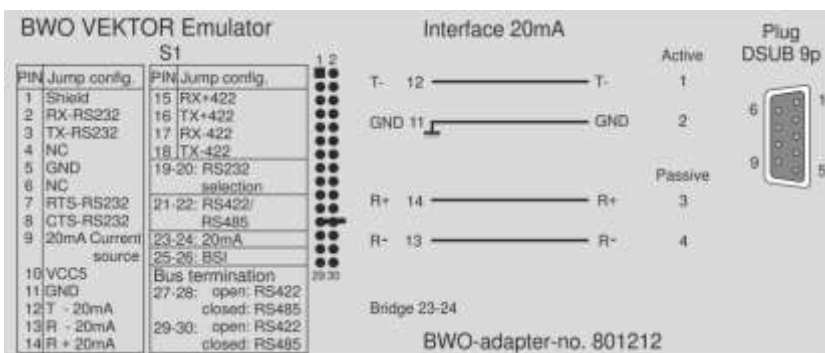 BWO VEKTOR Emulator
S1
PIN Jump config.
1 Shield
2 RX-RS232
3 TX-RS232
4 NC
5 GND
6 NC
7 RTS-RS232
8 CTS-RS232
9 20mA Current
source
10 VCC5
11 GND
12 T - 20mA
13 R - 20mA
14 R + 20mA
PIN Jump config.
15 RX+422
16 TX+422
17 RX-422
18 TX-422
19-20: RS232
selection
21-22: RS422/
RS485
23-24: 20mA
25-26: BSI
Bus termination
27-28: open: RS422
closed: RS485
29-30: open: RS422
closed: RS485
1 2
29 30
Interface 20mA
Active
T- 12 T- 1
GND 11 GND 2
Passive
R+ 14 R+ 3
R- 13 R- 4
Bridge 23-24
BWO-adapter-no. 801212
Plug
DSUB 9p
1
6
9
5